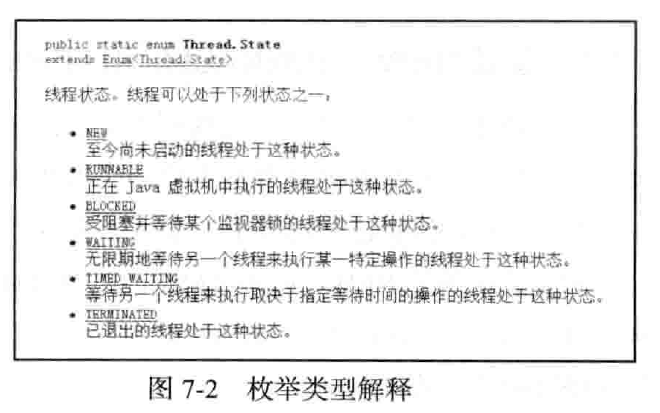 public static enum Thread.State
extends Enum<Thread.State>
线程状态。线程可以处于下列状态之一：
• NEW
至今尚未启动的线程处于这种状态。
• RUNNABLE
正在 Java 虚拟机中执行的线程处于这种状态。
• BLOCKED
受阻塞并等待某个监视器锁的线程处于这种状态。
• WAITING
无限期地等待另一个线程来执行某一特定操作的线程处于这种状态。
• TIMED_WAITING
等待另一个线程来执行取决于指定等待时间的操作的线程处于这种状态。
• TERMINATED
已退出的线程处于这种状态。
图 7-2 枚举类型解释